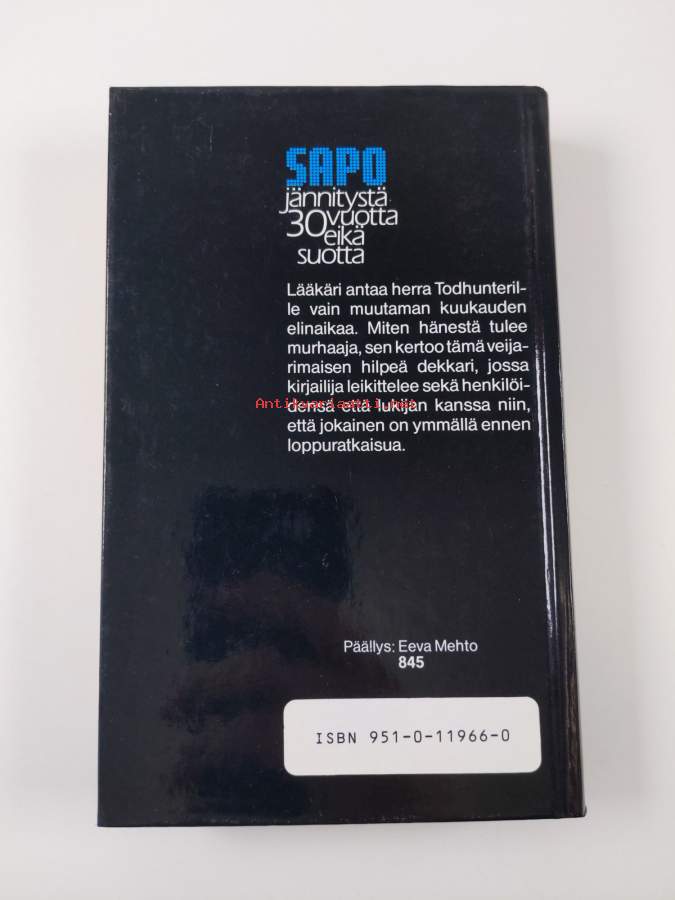 SAPO
jännitystä
30 vuotta
eikä
suotta
Lääkäri antaa herra Todhunteril-
le vain muutaman kuukauden
elinaikaa. Miten hänestä tulee
murhaaja, sen kertoo tämä veija-
rimaisen hilpeä dekkari, jossa
kirjailija leikittelee sekä henkilöi-
densä että lukijan kanssa niin,
Antikvariaatti.net
että jokainen on ymmällä ennen
loppuratkaisua.
Päällys: Eeva Mehto
845
ISBN 951-0-11966-0